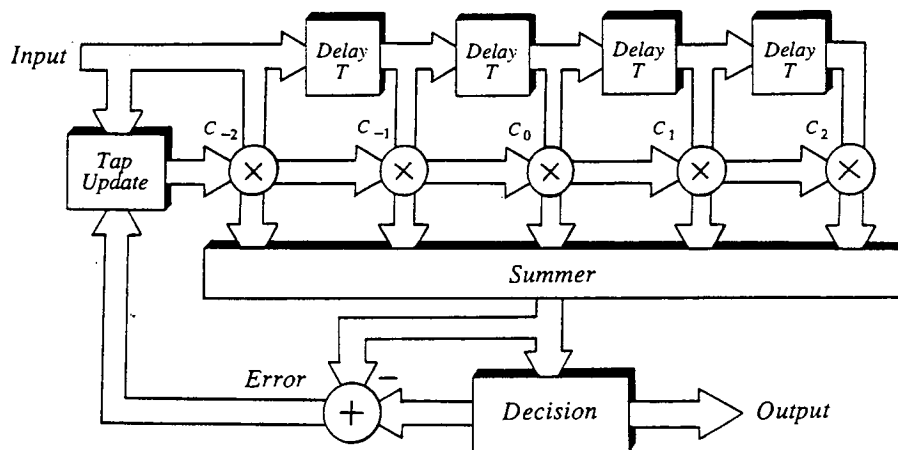 Input
Delay
T
Delay
T
Delay
T
Delay
T
C₋₂
C₋₁
C₀
C₁
C₂
Tap
Update
×
×
×
×
×
Summer
Error
−
+
Decision
Output